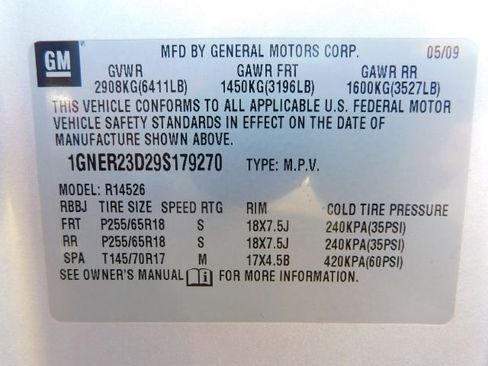 GM MFD BY GENERAL MOTORS CORP. 05/09
GVWR GAWR FRT GAWR RR
2908KG(6411LB) 1450KG(3196LB) 1600KG(3527LB)
THIS VEHICLE CONFORMS TO ALL APPLICABLE U.S. FEDERAL MOTOR
VEHICLE SAFETY STANDARDS IN EFFECT ON THE DATE OF
MANUFACTURE SHOWN ABOVE.
1GNER23D29S179270 TYPE: M.P.V.
MODEL: R14526
RBBJ TIRE SIZE SPEED RTG RIM COLD TIRE PRESSURE
FRT P255/65R18 S 18X7.5J 240KPA(35PSI)
RR P255/65R18 S 18X7.5J 240KPA(35PSI)
SPA T145/70R17 M 17X4.5B 420KPA(60PSI)
SEE OWNER'S MANUAL FOR MORE INFORMATION.